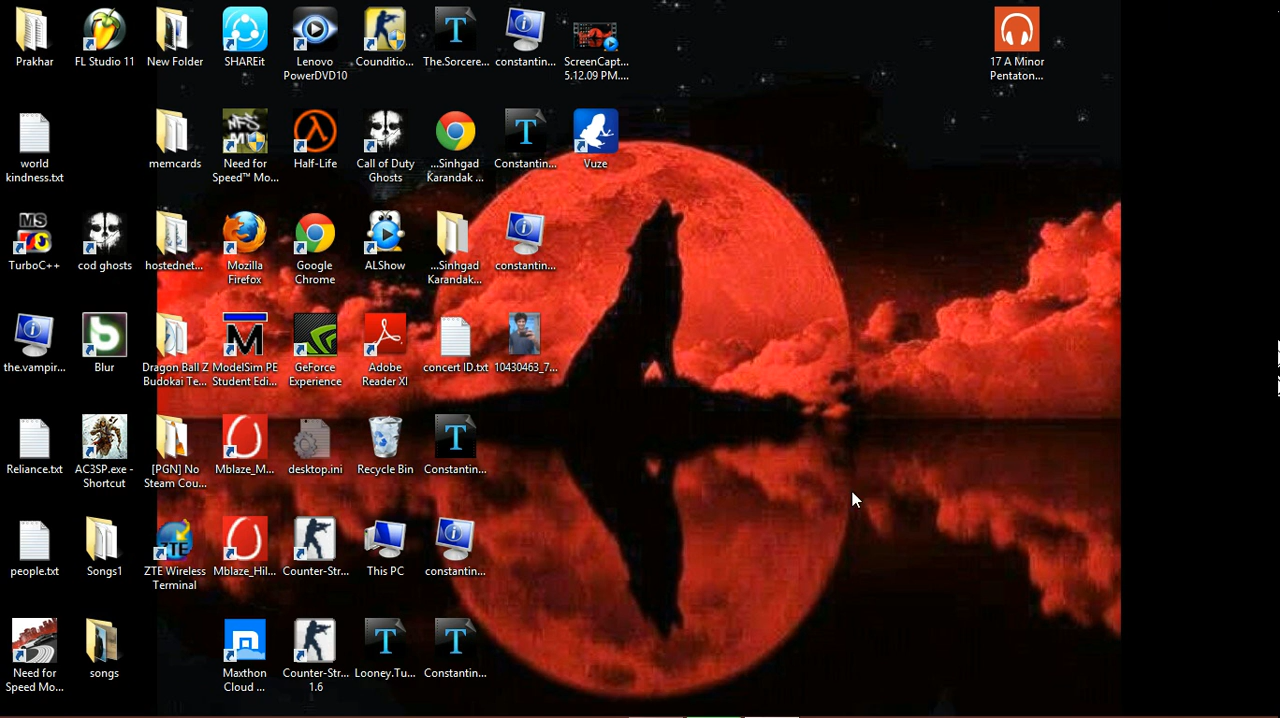 Prakhar
FL Studio 11
New Folder
SHAREit
Lenovo
PowerDVD10
Counditio...
The.Sorcere...
constantin...
ScreenCapt...
5.12.09 PM....
17 A Minor
Pentaton...
world
kindness.txt
memcards
Need for
Speed™ Mo...
Half-Life
Call of Duty
Ghosts
...Sinhgad
Karandak ...
Constantin...
Vuze
MS
TurboC++
cod ghosts
hostednet...
Mozilla
Firefox
Google
Chrome
ALShow
...Sinhgad
Karandak...
constantin...
the.vampir...
Blur
Dragon Ball Z
Budokai Te...
ModelSim PE
Student Edi...
GeForce
Experience
Adobe
Reader XI
concert ID.txt
10430463_7...
Reliance.txt
AC3SP.exe -
Shortcut
[PGN] No
Steam Cou...
Mblaze_M...
desktop.ini
Recycle Bin
Constantin...
people.txt
Songs1
ZTE
ZTE Wireless
Terminal
Mblaze_Hil...
Counter-Str...
This PC
constantin...
Need for
Speed Mo...
songs
Maxthon
Cloud ...
Counter-Str...
1.6
Looney.Tu...
Constantin...